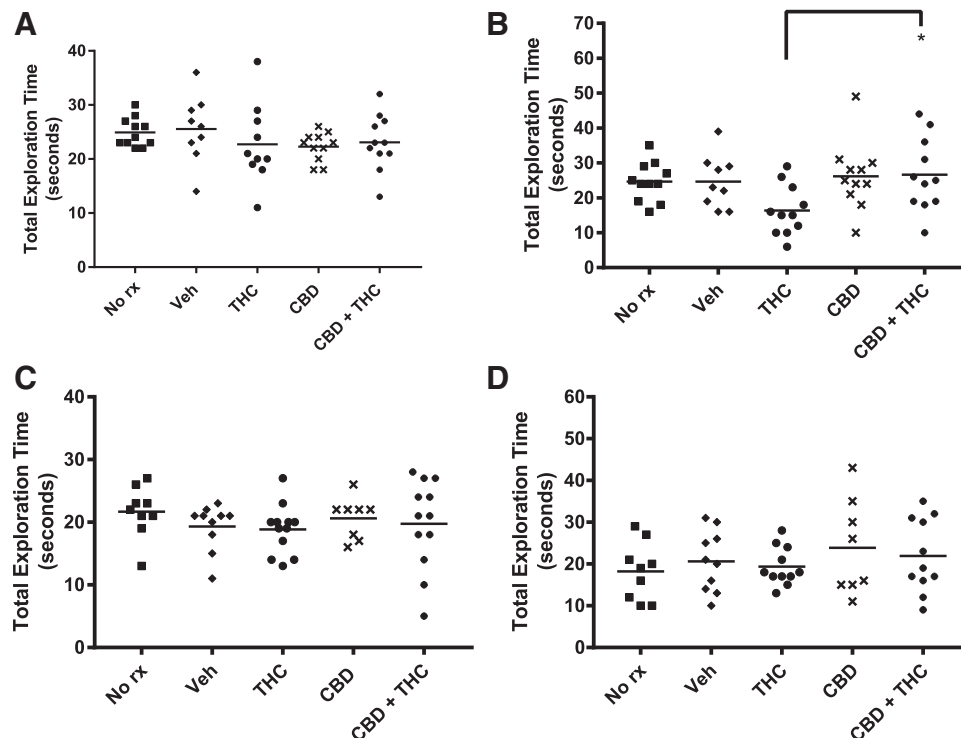 A
Total Exploration Time
(seconds)
40
30
20
10
0
No rx
Veh
THC
CBD
CBD + THC
B
Total Exploration Time
(seconds)
70
60
50
40
30
20
10
0
*
No rx
Veh
THC
CBD
CBD + THC
C
Total Exploration Time
(seconds)
40
30
20
10
0
No rx
Veh
THC
CBD
CBD + THC
D
Total Exploration Time
(seconds)
60
50
40
30
20
10
0
No rx
Veh
THC
CBD
CBD + THC